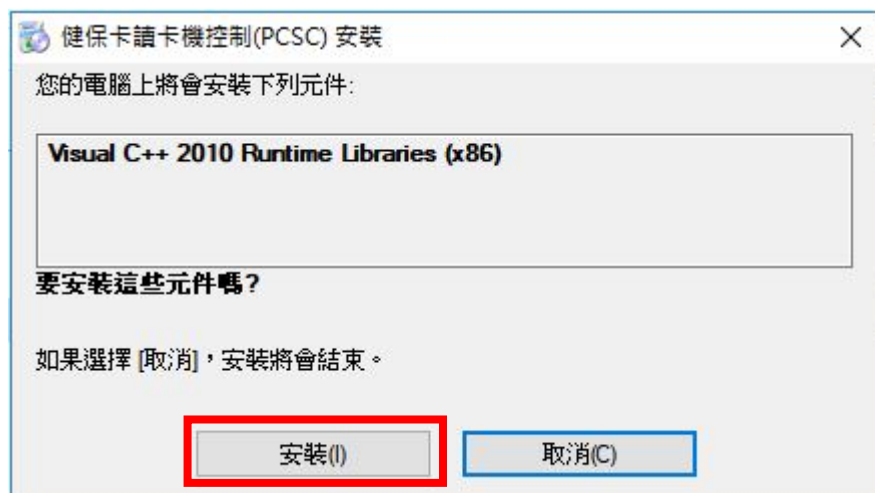 健保卡讀卡機控制(PCSC) 安裝
您的電腦上將會安裝下列元件:
Visual C++ 2010 Runtime Libraries (x86)
要安裝這些元件嗎?
如果選擇 [取消]，安裝將會結束。
安裝(I)
取消(C)